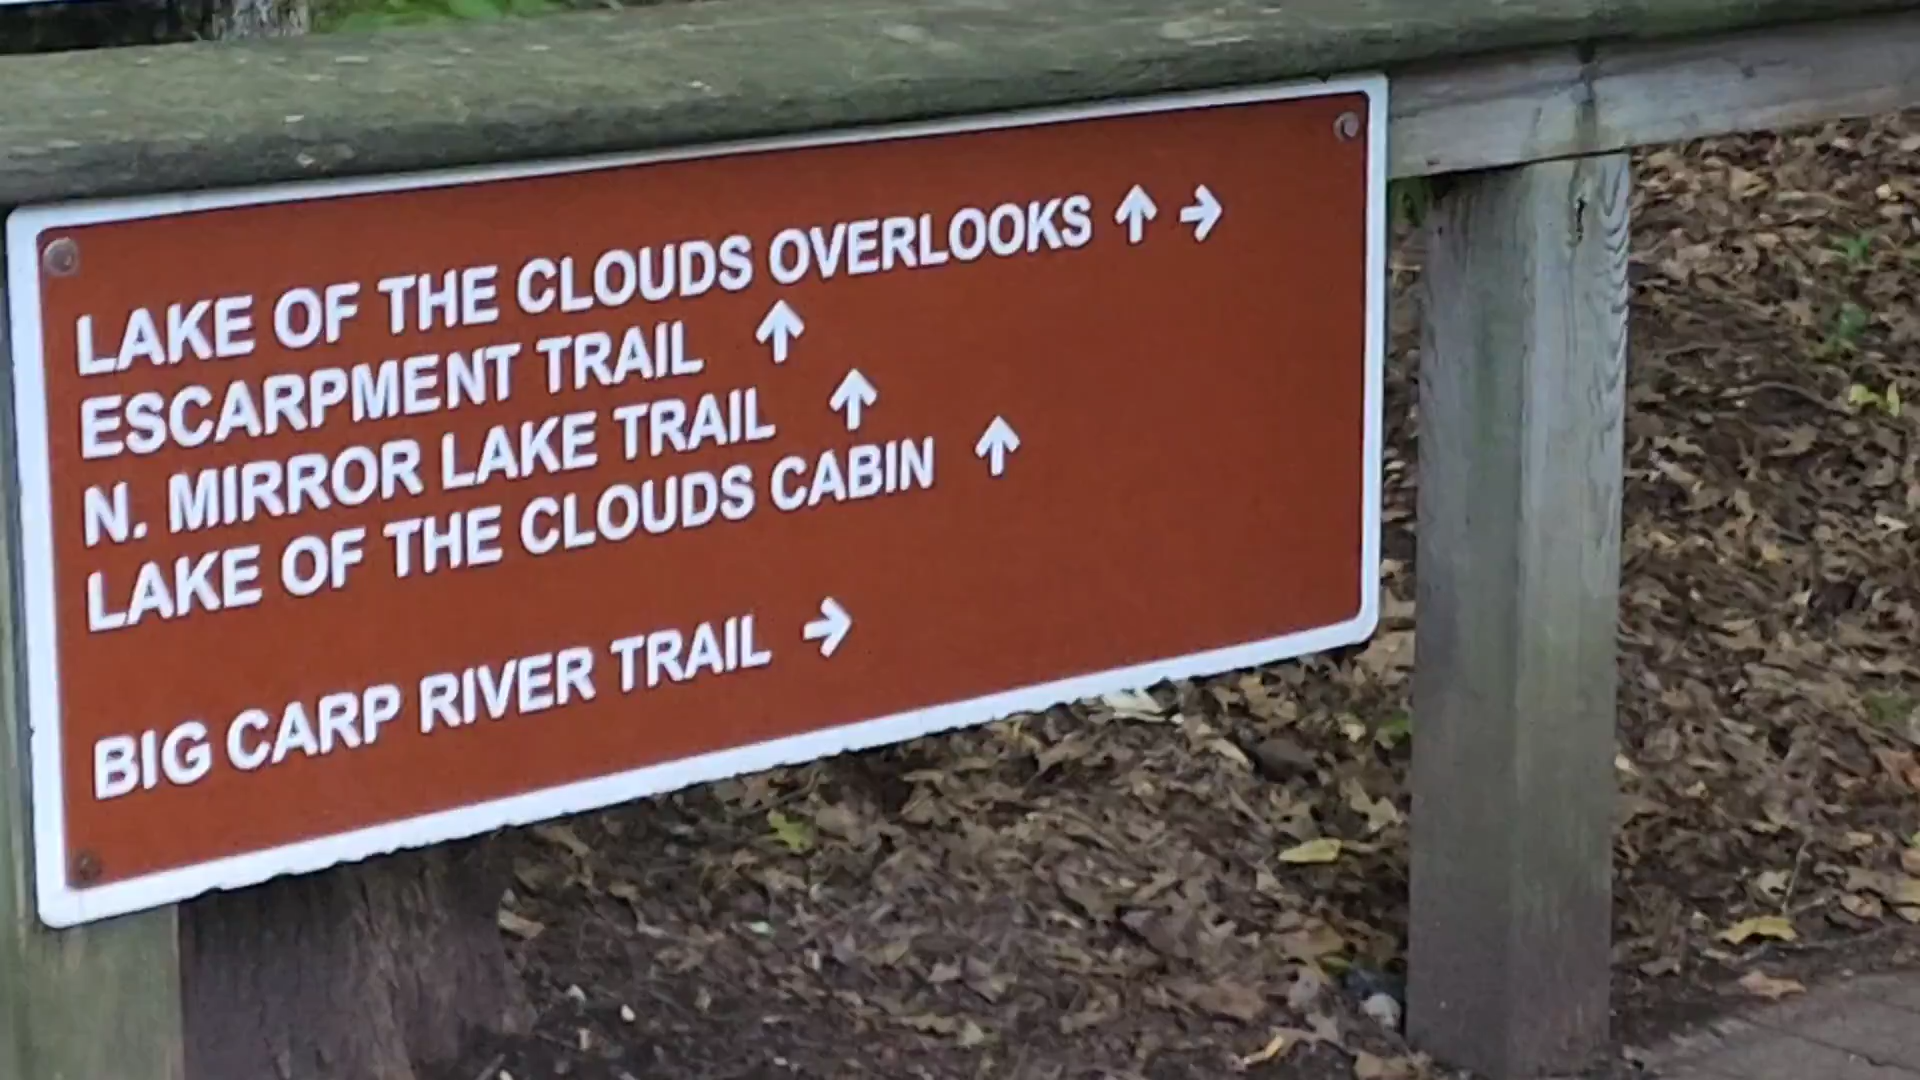 LAKE OF THE CLOUDS OVERLOOKS ↑ →
ESCARPMENT TRAIL ↑
N. MIRROR LAKE TRAIL ↑
LAKE OF THE CLOUDS CABIN ↑
BIG CARP RIVER TRAIL →